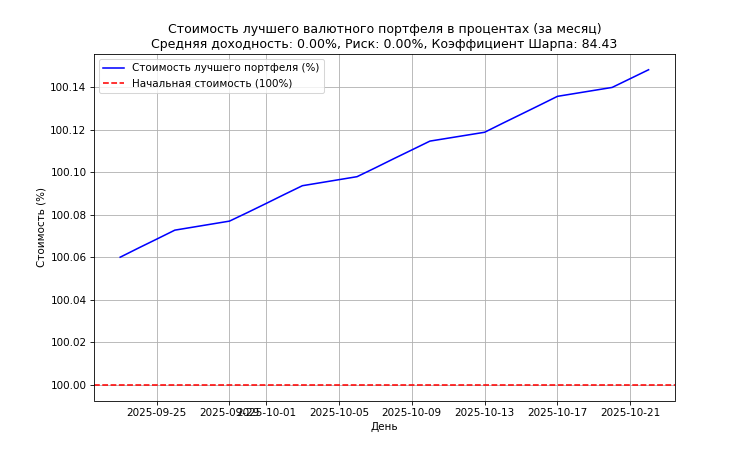 Стоимость лучшего валютного портфеля в процентах (за месяц)
Средняя доходность: 0.00%, Риск: 0.00%, Коэффициент Шарпа: 84.43
Стоимость лучшего портфеля (%)
Начальная стоимость (100%)
Стоимость (%)
100.14
100.12
100.10
100.08
100.06
100.04
100.02
100.00
2025-09-25
2025-09-29
2025-10-01
2025-10-05
2025-10-09
2025-10-13
2025-10-17
2025-10-21
День